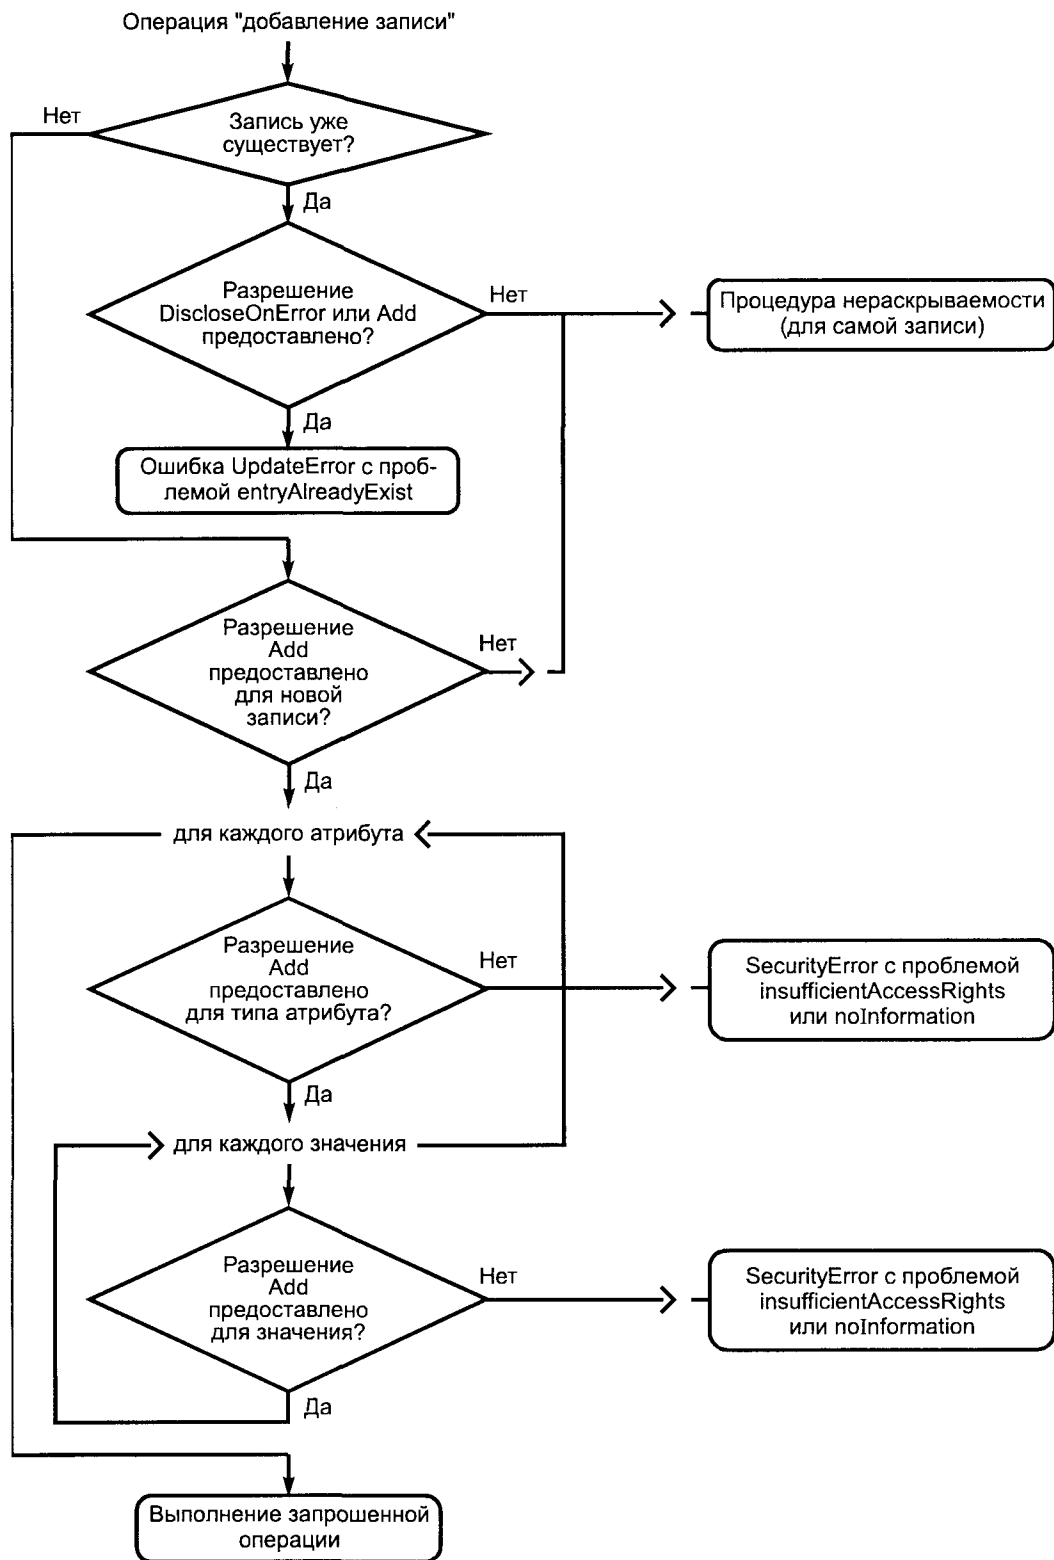 Операция "добавление записи"
Нет
Запись уже
существует?
Да
Разрешение
DiscloseOnError или Add
предоставлено?
Нет
Процедура нераскрываемости
(для самой записи)
Да
Ошибка UpdateError с проб-
лемой entryAlreadyExist
Разрешение
Add
предоставлено
для новой
записи?
Нет
Да
для каждого атрибута
Разрешение
Add
предоставлено
для типа атрибута?
Нет
SecurityError с проблемой
insufficientAccessRights
или noInformation
Да
для каждого значения
Разрешение
Add
предоставлено
для значения?
Нет
SecurityError с проблемой
insufficientAccessRights
или noInformation
Да
Выполнение запрошенной
операции